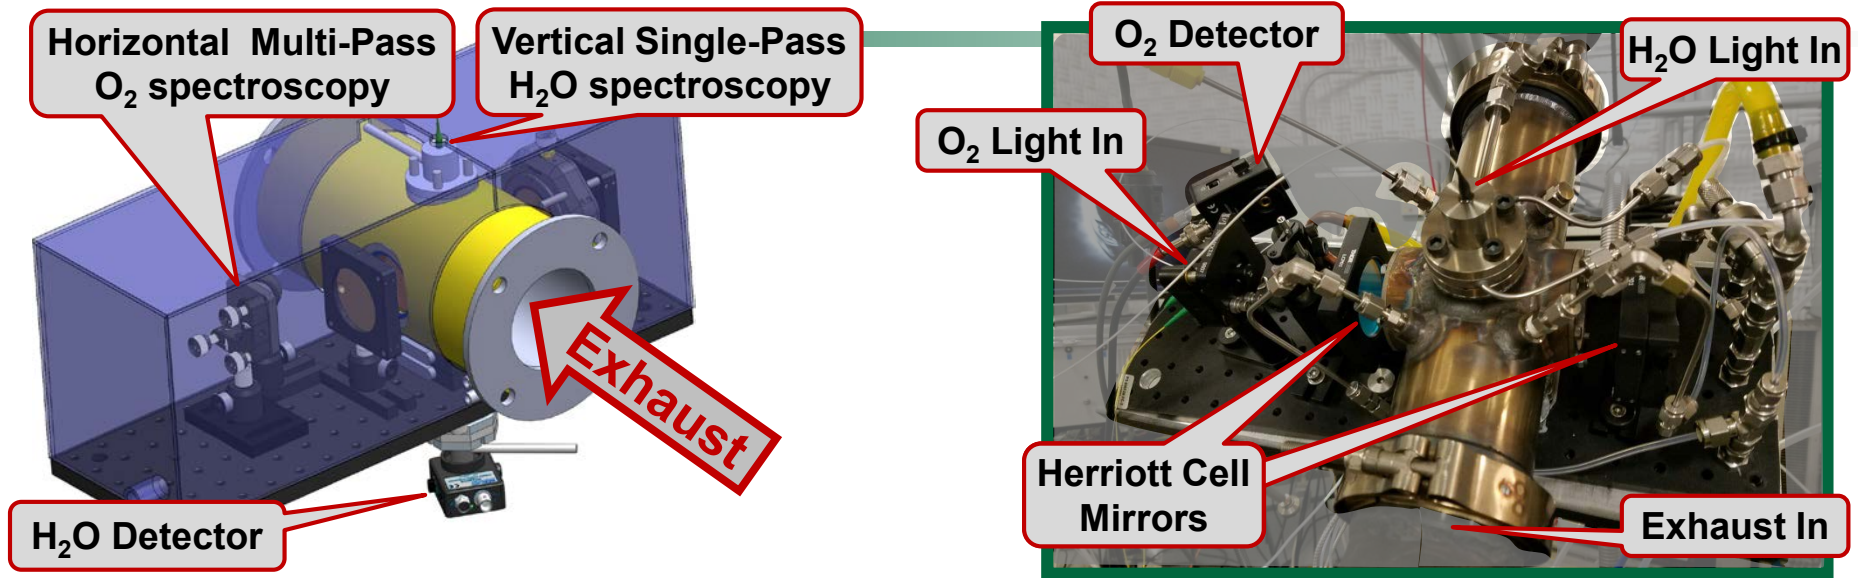 Horizontal Multi-Pass
O₂ spectroscopy
Vertical Single-Pass
H₂O spectroscopy
Exhaust
H₂O Detector
O₂ Detector
H₂O Light In
O₂ Light In
Herriott Cell
Mirrors
Exhaust In